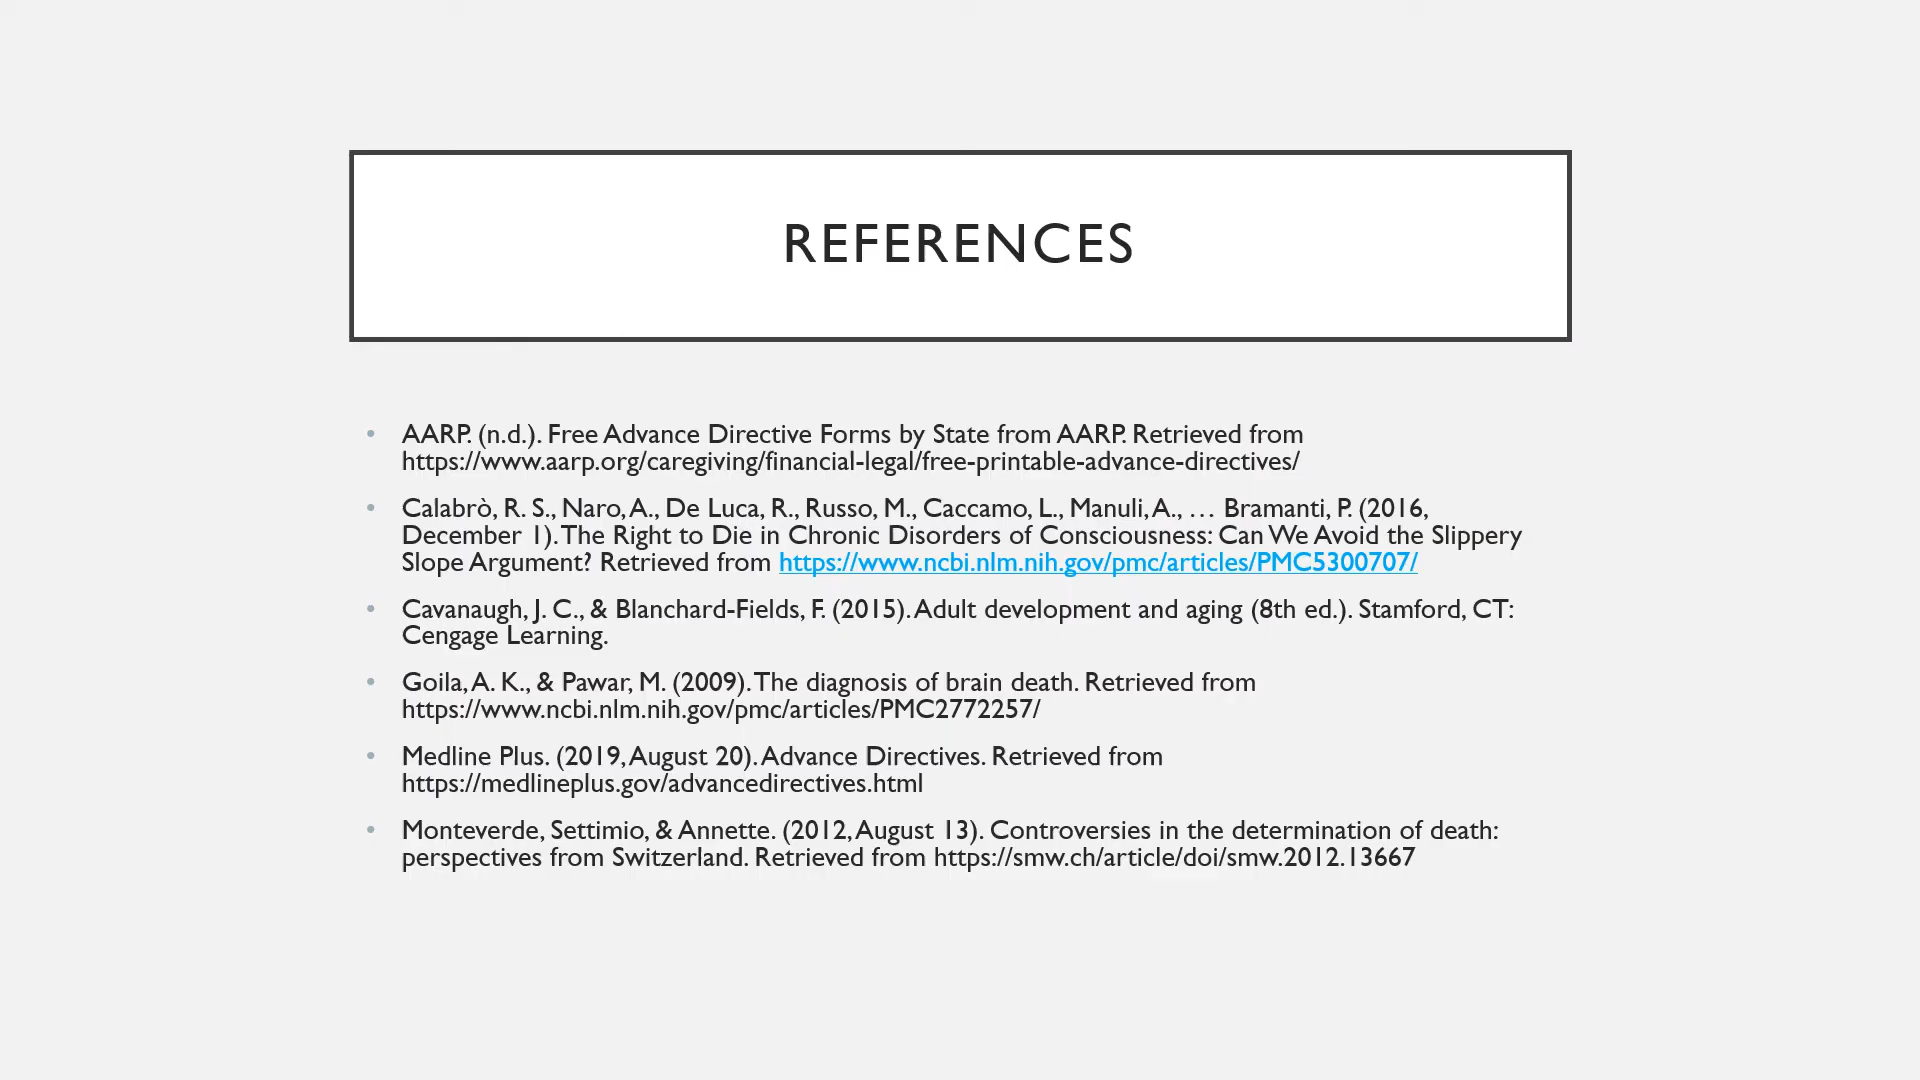 REFERENCES
• AARP. (n.d.). Free Advance Directive Forms by State from AARP. Retrieved from
https://www.aarp.org/caregiving/financial-legal/free-printable-advance-directives/
• Calabrò, R. S., Naro, A., De Luca, R., Russo, M., Caccamo, L., Manuli, A., … Bramanti, P. (2016,
December 1). The Right to Die in Chronic Disorders of Consciousness: Can We Avoid the Slippery
Slope Argument? Retrieved from https://www.ncbi.nlm.nih.gov/pmc/articles/PMC5300707/
• Cavanaugh, J. C., & Blanchard-Fields, F. (2015). Adult development and aging (8th ed.). Stamford, CT:
Cengage Learning.
• Goila, A. K., & Pawar, M. (2009). The diagnosis of brain death. Retrieved from
https://www.ncbi.nlm.nih.gov/pmc/articles/PMC2772257/
• Medline Plus. (2019, August 20). Advance Directives. Retrieved from
https://medlineplus.gov/advancedirectives.html
• Monteverde, Settimio, & Annette. (2012, August 13). Controversies in the determination of death:
perspectives from Switzerland. Retrieved from https://smw.ch/article/doi/smw.2012.13667